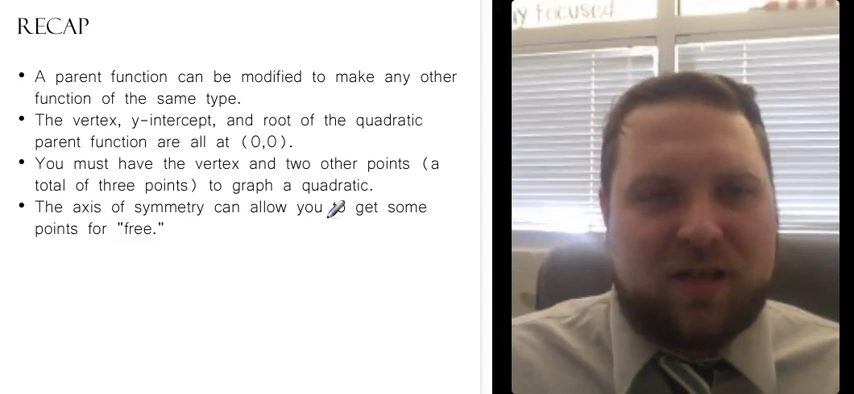 RECAP
• A parent function can be modified to make any other
function of the same type.
• The vertex, y-intercept, and root of the quadratic
parent function are all at (0,0).
• You must have the vertex and two other points (a
total of three points) to graph a quadratic.
• The axis of symmetry can allow you to get some
points for "free."
focused